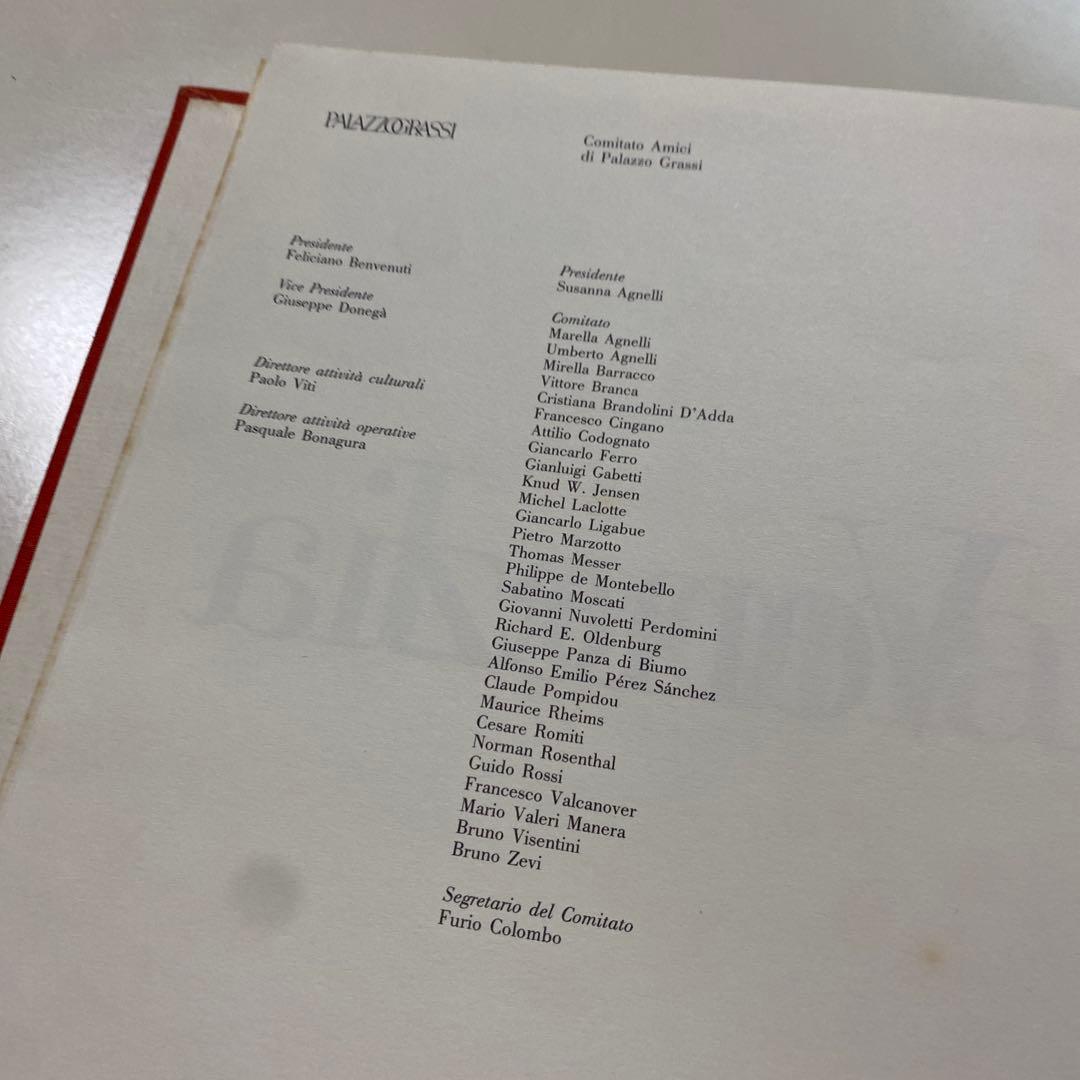 PALAZZO GRASSI
Presidente
Feliciano Benvenuti
Vice Presidente
Giuseppe Donegà
Direttore attività culturali
Paolo Viti
Direttore attività operative
Pasquale Bonagura
Comitato Amici
di Palazzo Grassi
Presidente
Susanna Agnelli
Comitato
Marella Agnelli
Umberto Agnelli
Mirella Barracco
Vittore Branca
Cristiana Brandolini D'Adda
Francesco Cingano
Attilio Codognato
Giancarlo Ferro
Gianluigi Gabetti
Knud W. Jensen
Michel Laclotte
Giancarlo Ligabue
Pietro Marzotto
Thomas Messer
Philippe de Montebello
Sabatino Moscati
Giovanni Nuvoletti Perdomini
Richard E. Oldenburg
Giuseppe Panza di Biumo
Alfonso Emilio Pérez Sánchez
Claude Pompidou
Maurice Rheims
Cesare Romiti
Norman Rosenthal
Guido Rossi
Francesco Valcanover
Mario Valeri Manera
Bruno Visentini
Bruno Zevi
Segretario del Comitato
Furio Colombo